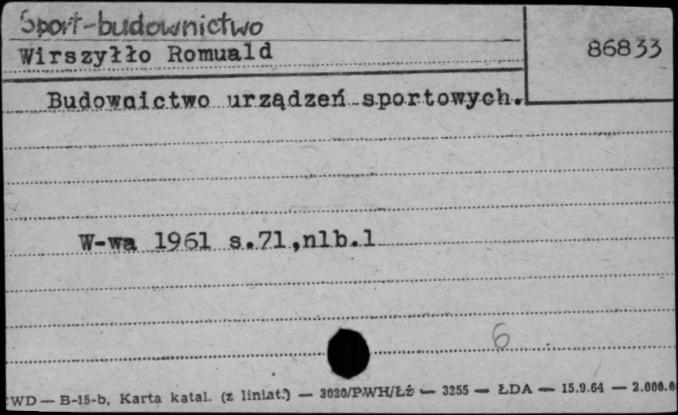 Sport-budownictwo
Wirszyłło Romuald
86833
Budownictwo urządzeń sportowych.
W-wa 1961 s.71,nlb.1
6
WD — B-15-b, Karta katal. (z liniat.) — 3020/PWH/Łź — 3255 — ŁDA — 15.9.64 — 2.000.0